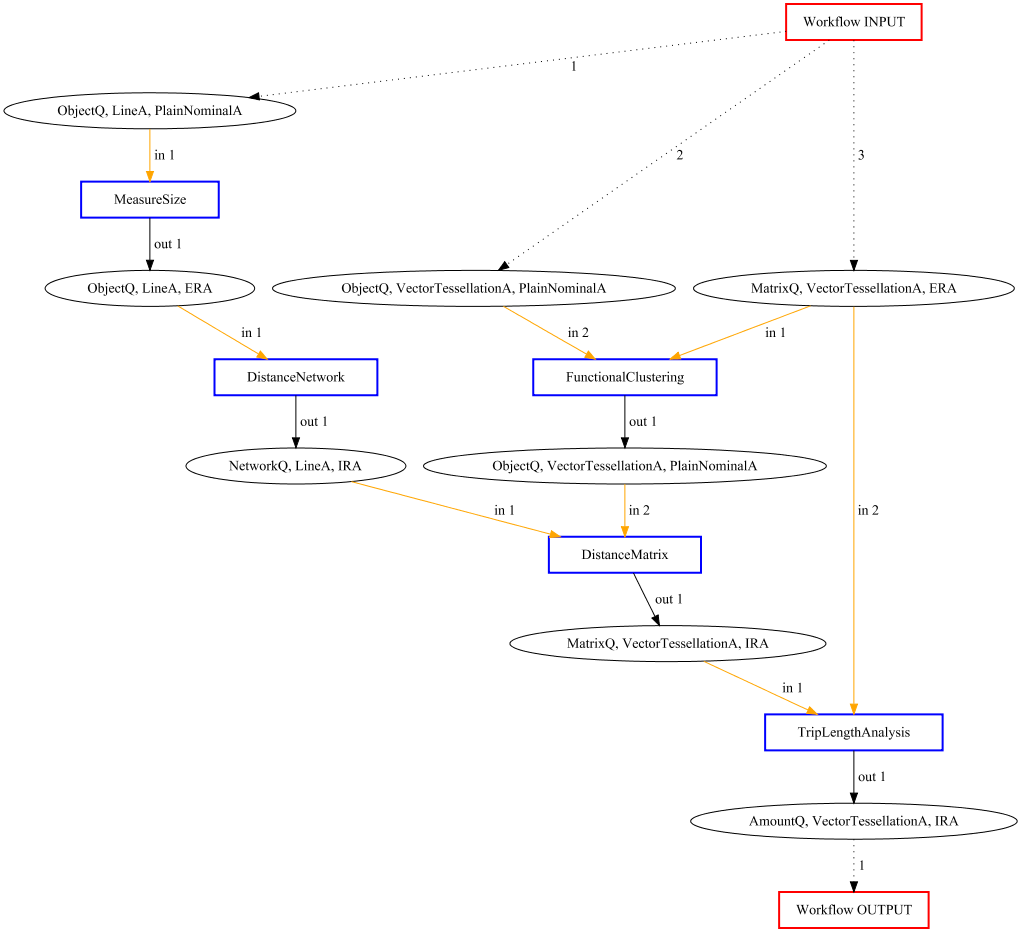 Workflow INPUT
1
2
3
ObjectQ, LineA, PlainNominalA
in 1
MeasureSize
out 1
ObjectQ, LineA, ERA
ObjectQ, VectorTessellationA, PlainNominalA
MatrixQ, VectorTessellationA, ERA
in 1
in 2
in 1
DistanceNetwork
FunctionalClustering
out 1
out 1
NetworkQ, LineA, IRA
ObjectQ, VectorTessellationA, PlainNominalA
in 1
in 2
in 2
DistanceMatrix
out 1
MatrixQ, VectorTessellationA, IRA
in 1
TripLengthAnalysis
out 1
AmountQ, VectorTessellationA, IRA
1
Workflow OUTPUT